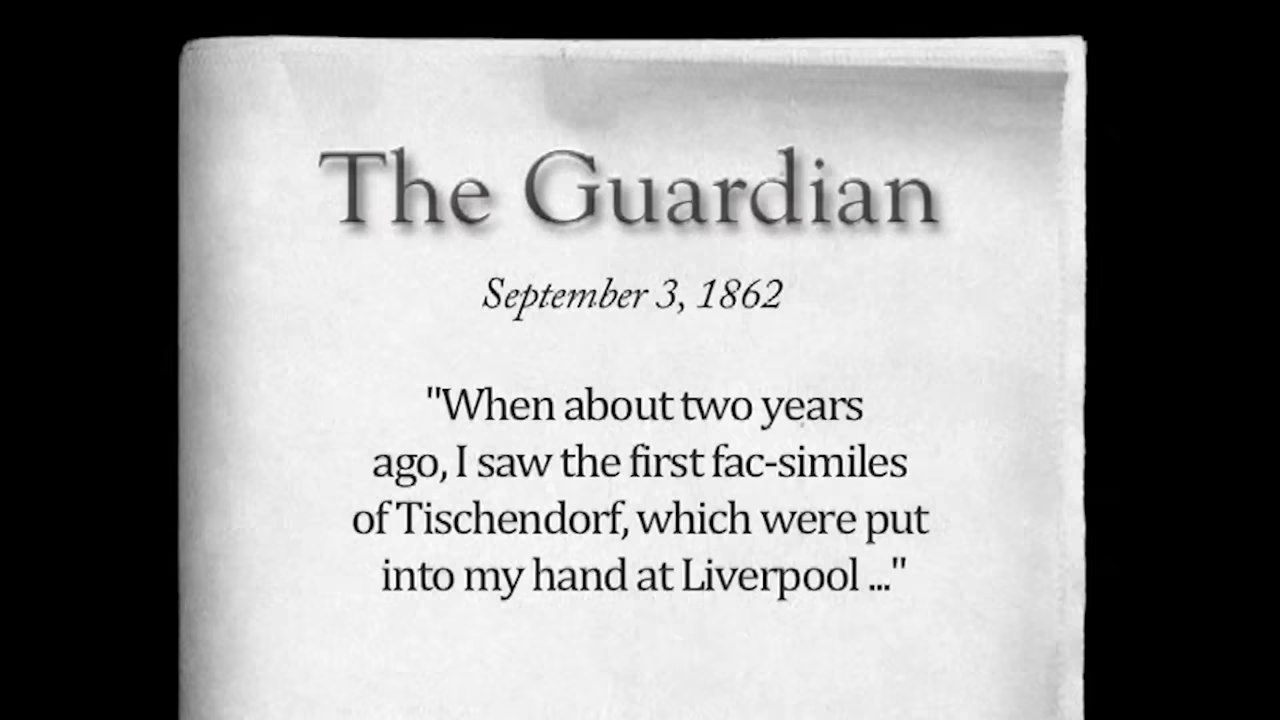 The Guardian
September 3, 1862
"When about two years
ago, I saw the first fac-similes
of Tischendorf, which were put
into my hand at Liverpool ..."